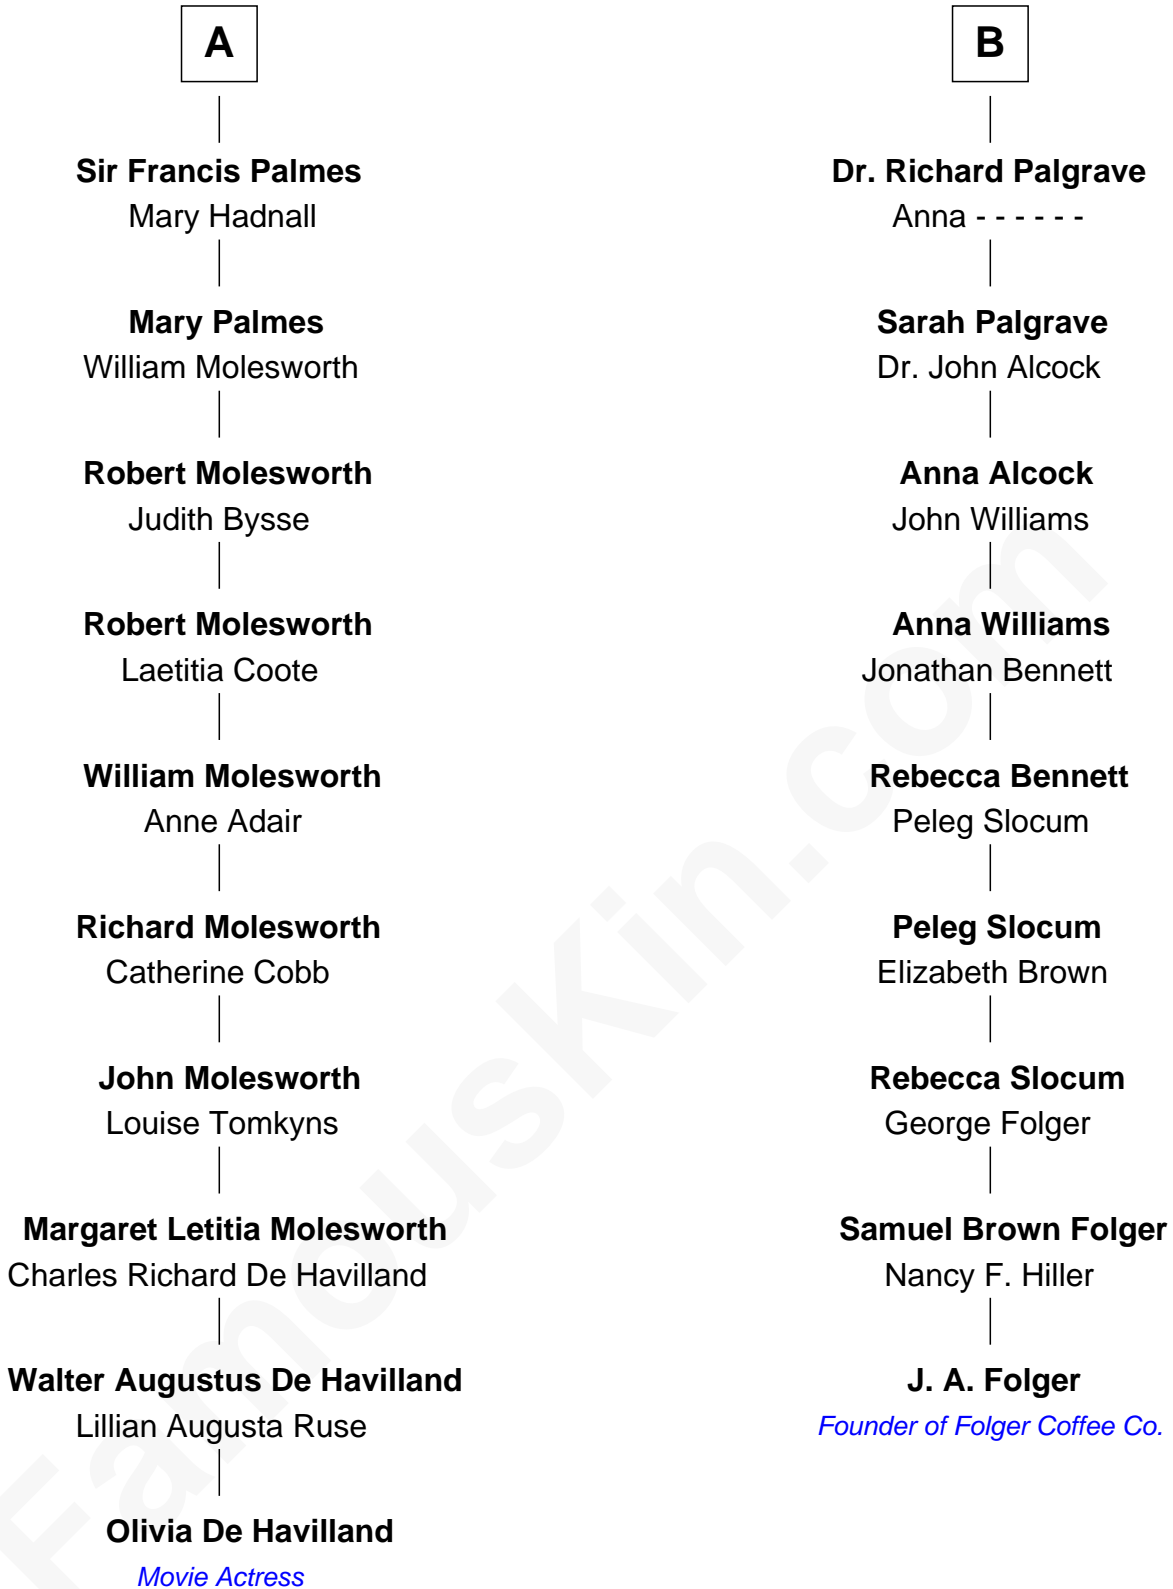 A
Sir Francis Palmes
Mary Hadnall
Mary Palmes
William Molesworth
Robert Molesworth
Judith Bysse
Robert Molesworth
Laetitia Coote
William Molesworth
Anne Adair
Richard Molesworth
Catherine Cobb
John Molesworth
Louise Tomkyns
Margaret Letitia Molesworth
Charles Richard De Havilland
Walter Augustus De Havilland
Lillian Augusta Ruse
Olivia De Havilland
Movie Actress
B
Dr. Richard Palgrave
Anna - - - - - -
Sarah Palgrave
Dr. John Alcock
Anna Alcock
John Williams
Anna Williams
Jonathan Bennett
Rebecca Bennett
Peleg Slocum
Peleg Slocum
Elizabeth Brown
Rebecca Slocum
George Folger
Samuel Brown Folger
Nancy F. Hiller
J. A. Folger
Founder of Folger Coffee Co.
FamousKin.com